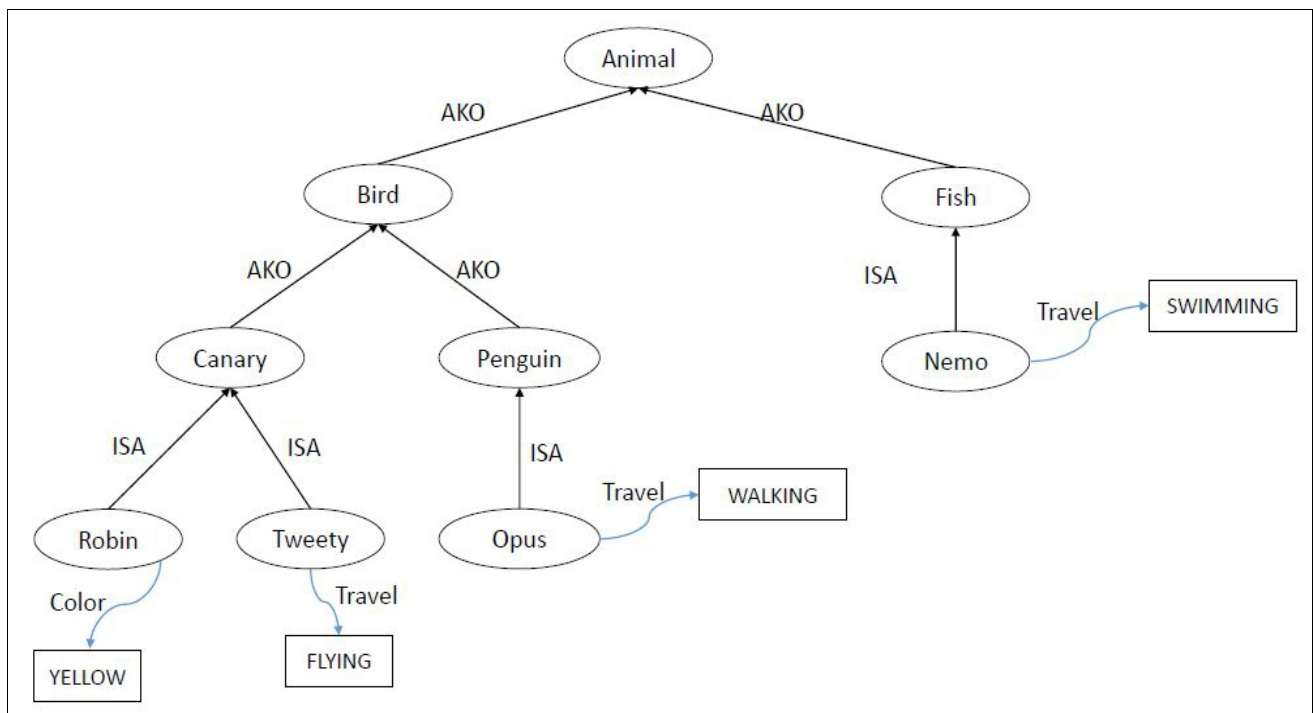 Animal
AKO
AKO
Bird
Fish
AKO
AKO
ISA
Travel
SWIMMING
Canary
Penguin
Nemo
ISA
ISA
ISA
Travel
WALKING
Robin
Tweety
Opus
Color
Travel
YELLOW
FLYING